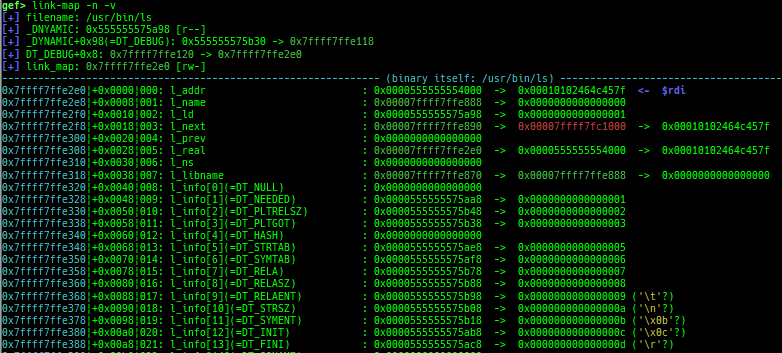 gef> link-map -n -v
[+] filename: /usr/bin/ls
[+] _DNYAMIC: 0x555555575a98 [r--]
[+] _DYNAMIC+0x98(=DT_DEBUG): 0x555555575b30 -> 0x7ffff7ffe118
[+] DT_DEBUG+0x8: 0x7ffff7ffe120 -> 0x7ffff7ffe2e0
[+] link_map: 0x7ffff7ffe2e0 [rw-]
(binary itself: /usr/bin/ls)
0x7ffff7ffe2e0|+0x0000|000: l_addr : 0x0000555555554000 -> 0x00010102464c457f <- $rdi
0x7ffff7ffe2e8|+0x0008|001: l_name : 0x00007ffff7ffe888 -> 0x0000000000000000
0x7ffff7ffe2f0|+0x0010|002: l_ld : 0x0000555555575a98 -> 0x0000000000000001
0x7ffff7ffe2f8|+0x0018|003: l_next : 0x00007ffff7ffe890 -> 0x00007ffff7fc1000 -> 0x00010102464c457f
0x7ffff7ffe300|+0x0020|004: l_prev : 0x0000000000000000
0x7ffff7ffe308|+0x0028|005: l_real : 0x00007ffff7ffe2e0 -> 0x0000555555554000 -> 0x00010102464c457f
0x7ffff7ffe310|+0x0030|006: l_ns : 0x0000000000000000
0x7ffff7ffe318|+0x0038|007: l_libname : 0x00007ffff7ffe870 -> 0x00007ffff7ffe888 -> 0x0000000000000000
0x7ffff7ffe320|+0x0040|008: l_info[0](=DT_NULL) : 0x0000000000000000
0x7ffff7ffe328|+0x0048|009: l_info[1](=DT_NEEDED) : 0x0000555555575aa8 -> 0x0000000000000001
0x7ffff7ffe330|+0x0050|010: l_info[2](=DT_PLTRELSZ) : 0x0000555555575b48 -> 0x0000000000000002
0x7ffff7ffe338|+0x0058|011: l_info[3](=DT_PLTGOT) : 0x0000555555575b38 -> 0x0000000000000003
0x7ffff7ffe340|+0x0060|012: l_info[4](=DT_HASH) : 0x0000000000000000
0x7ffff7ffe348|+0x0068|013: l_info[5](=DT_STRTAB) : 0x0000555555575ae8 -> 0x0000000000000005
0x7ffff7ffe350|+0x0070|014: l_info[6](=DT_SYMTAB) : 0x0000555555575af8 -> 0x0000000000000006
0x7ffff7ffe358|+0x0078|015: l_info[7](=DT_RELA) : 0x0000555555575b78 -> 0x0000000000000007
0x7ffff7ffe360|+0x0080|016: l_info[8](=DT_RELASZ) : 0x0000555555575b88 -> 0x0000000000000008
0x7ffff7ffe368|+0x0088|017: l_info[9](=DT_RELAENT) : 0x0000555555575b98 -> 0x0000000000000009 ('\t'?)
0x7ffff7ffe370|+0x0090|018: l_info[10](=DT_STRSZ) : 0x0000555555575b08 -> 0x000000000000000a ('\n'?)
0x7ffff7ffe378|+0x0098|019: l_info[11](=DT_SYMENT) : 0x0000555555575b18 -> 0x000000000000000b ('\x0b'?)
0x7ffff7ffe380|+0x00a0|020: l_info[12](=DT_INIT) : 0x0000555555575ab8 -> 0x000000000000000c ('\x0c'?)
0x7ffff7ffe388|+0x00a8|021: l_info[13](=DT_FINI) : 0x0000555555575ac8 -> 0x000000000000000d ('\r'?)